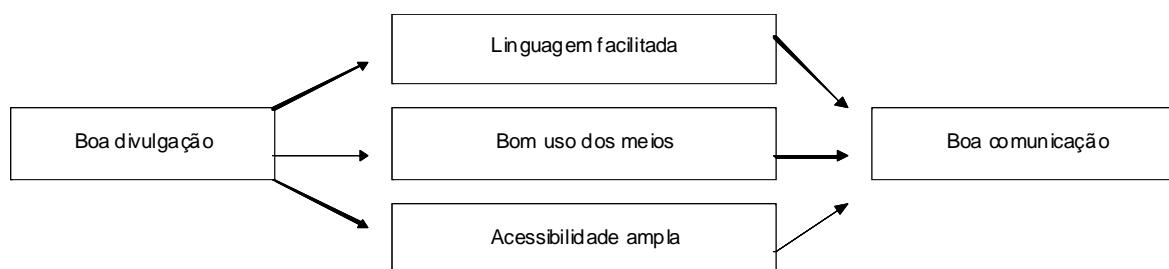 Linguagem facilitada
Boa divulgação
Bom uso dos meios
Boa comunicação
Acessibilidade ampla